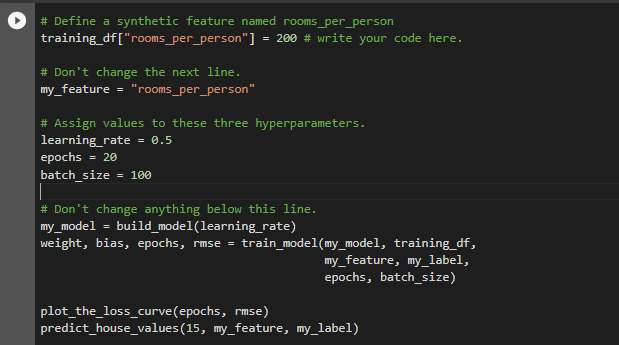 # Define a synthetic feature named rooms_per_person
training_df["rooms_per_person"] = 200 # write your code here.
# Don't change the next line.
my_feature = "rooms_per_person"
# Assign values to these three hyperparameters.
learning_rate = 0.5
epochs = 20
batch_size = 100
# Don't change anything below this line.
my_model = build_model(learning_rate)
weight, bias, epochs, rmse = train_model(my_model, training_df,
my_feature, my_label,
epochs, batch_size)
plot_the_loss_curve(epochs, rmse)
predict_house_values(15, my_feature, my_label)